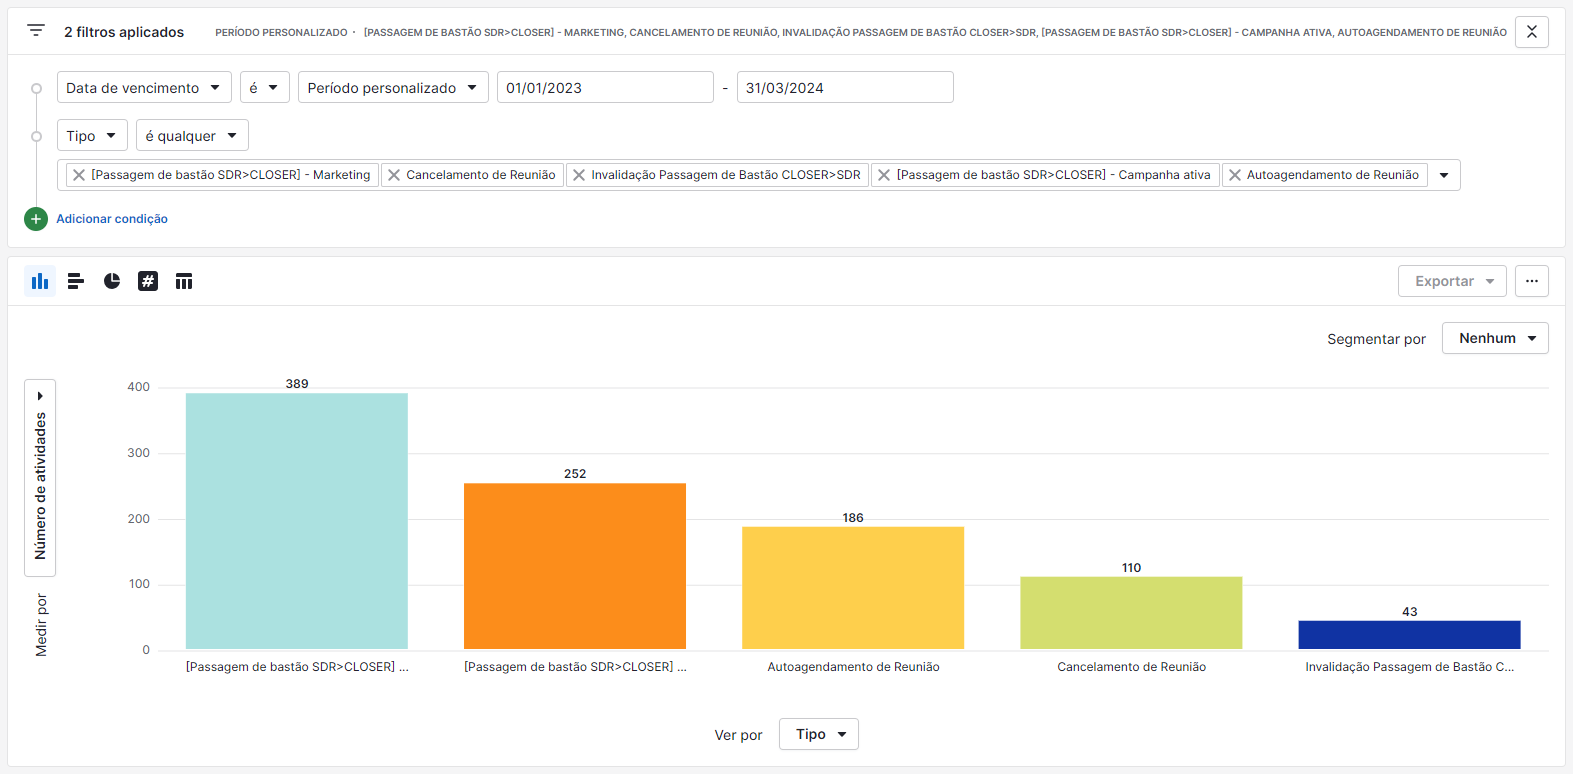 2 filtros aplicados
PERÍODO PERSONALIZADO · [PASSAGEM DE BASTÃO SDR>CLOSER] - MARKETING, CANCELAMENTO DE REUNIÃO, INVALIDAÇÃO PASSAGEM DE BASTÃO CLOSER>SDR, [PASSAGEM DE BASTÃO SDR>CLOSER] - CAMPANHA ATIVA, AUTOAGENDAMENTO DE REUNIÃO
Data de vencimento é Período personalizado 01/01/2023 - 31/03/2024
Tipo é qualquer
[Passagem de bastão SDR>CLOSER] - Marketing Cancelamento de Reunião Invalidação Passagem de Bastão CLOSER>SDR [Passagem de bastão SDR>CLOSER] - Campanha ativa Autoagendamento de Reunião
Adicionar condição
Exportar
Segmentar por Nenhum
Número de atividades
Medir por
400
300
200
100
0
389
252
186
110
43
[Passagem de bastão SDR>CLOSER] ...
[Passagem de bastão SDR>CLOSER] ...
Autoagendamento de Reunião
Cancelamento de Reunião
Invalidação Passagem de Bastão C...
Ver por Tipo